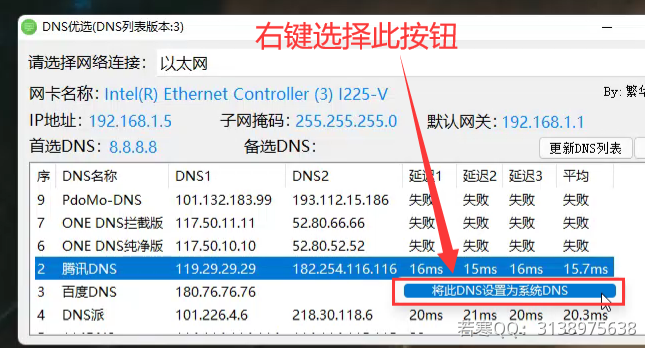 DNS优选(DNS列表版本:3)
右键选择此按钮
请选择网络连接： 以太网
网卡名称： Intel(R) Ethernet Controller (3) I225-V By: 繁华
IP地址： 192.168.1.5 子网掩码： 255.255.255.0 默认网关： 192.168.1.1
首选DNS： 8.8.8.8 备选DNS： 更新DNS列表
序 DNS名称 DNS1 DNS2 延迟1 延迟2 延迟3 平均
9 PdoMo-DNS 101.132.183.99 193.112.15.186 失败 失败 失败 失败
7 ONE DNS拦截版 117.50.11.11 52.80.66.66 失败 失败 失败 失败
6 ONE DNS纯净版 117.50.10.10 52.80.52.52 失败 失败 失败 失败
2 腾讯DNS 119.29.29.29 182.254.116.116 16ms 15ms 16ms 15.7ms
3 百度DNS 180.76.76.76 将此DNS设置为系统DNS
4 DNS派 101.226.4.6 218.30.118.6 20ms 21ms 20ms 20.3ms
若寒QQ：3138975638